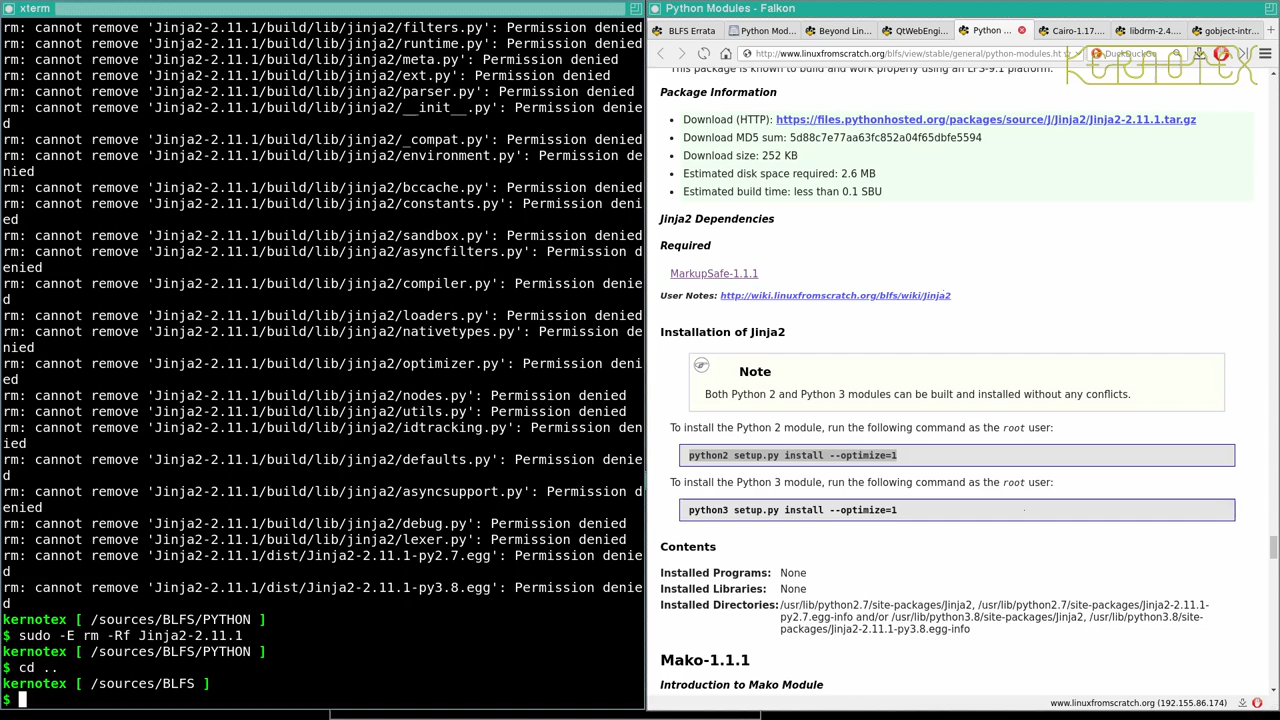 xterm
rm: cannot remove 'Jinja2-2.11.1/build/lib/jinja2/filters.py': Permission denied
rm: cannot remove 'Jinja2-2.11.1/build/lib/jinja2/runtime.py': Permission denied
rm: cannot remove 'Jinja2-2.11.1/build/lib/jinja2/meta.py': Permission denied
rm: cannot remove 'Jinja2-2.11.1/build/lib/jinja2/ext.py': Permission denied
rm: cannot remove 'Jinja2-2.11.1/build/lib/jinja2/parser.py': Permission denied
rm: cannot remove 'Jinja2-2.11.1/build/lib/jinja2/__init__.py': Permission denie
d
rm: cannot remove 'Jinja2-2.11.1/build/lib/jinja2/_compat.py': Permission denied
rm: cannot remove 'Jinja2-2.11.1/build/lib/jinja2/environment.py': Permission de
nied
rm: cannot remove 'Jinja2-2.11.1/build/lib/jinja2/bccache.py': Permission denied
rm: cannot remove 'Jinja2-2.11.1/build/lib/jinja2/constants.py': Permission deni
ed
rm: cannot remove 'Jinja2-2.11.1/build/lib/jinja2/sandbox.py': Permission denied
rm: cannot remove 'Jinja2-2.11.1/build/lib/jinja2/asyncfilters.py': Permission d
enied
rm: cannot remove 'Jinja2-2.11.1/build/lib/jinja2/compiler.py': Permission denie
d
rm: cannot remove 'Jinja2-2.11.1/build/lib/jinja2/loaders.py': Permission denied
rm: cannot remove 'Jinja2-2.11.1/build/lib/jinja2/nativetypes.py': Permission de
nied
rm: cannot remove 'Jinja2-2.11.1/build/lib/jinja2/optimizer.py': Permission deni
ed
rm: cannot remove 'Jinja2-2.11.1/build/lib/jinja2/nodes.py': Permission denied
rm: cannot remove 'Jinja2-2.11.1/build/lib/jinja2/utils.py': Permission denied
rm: cannot remove 'Jinja2-2.11.1/build/lib/jinja2/idtracking.py': Permission den
ied
rm: cannot remove 'Jinja2-2.11.1/build/lib/jinja2/defaults.py': Permission deni
ed
rm: cannot remove 'Jinja2-2.11.1/build/lib/jinja2/asyncsupport.py': Permission d
enied
rm: cannot remove 'Jinja2-2.11.1/build/lib/jinja2/debug.py': Permission denied
rm: cannot remove 'Jinja2-2.11.1/build/lib/jinja2/lexer.py': Permission denied
rm: cannot remove 'Jinja2-2.11.1/dist/Jinja2-2.11.1-py2.7.egg': Permission denie
d
rm: cannot remove 'Jinja2-2.11.1/dist/Jinja2-2.11.1-py3.8.egg': Permission denie
d
kernotex [ /sources/BLFS/PYTHON ]
$ sudo -E rm -Rf Jinja2-2.11.1
kernotex [ /sources/BLFS/PYTHON ]
$ cd ..
kernotex [ /sources/BLFS ]
$
Python Modules - Falkon
BLFS Errata Python Mod... Beyond Lin... QtWebEngi... Python ... Cairo-1.17.... libdrm-2.4.... gobject-intr...
http://www.linuxfromscratch.org/blfs/view/stable/general/python-modules.ht DuckDuckGo
KERNOTEX
This package is known to build and work properly using an LFS-9.1 platform.
Package Information
Download (HTTP): https://files.pythonhosted.org/packages/source/J/Jinja2/Jinja2-2.11.1.tar.gz
Download MD5 sum: 5d88c7e77aa63fc852a04f65dbfe5594
Download size: 252 KB
Estimated disk space required: 2.6 MB
Estimated build time: less than 0.1 SBU
Jinja2 Dependencies
Required
MarkupSafe-1.1.1
User Notes: http://wiki.linuxfromscratch.org/blfs/wiki/Jinja2
Installation of Jinja2
Note
Both Python 2 and Python 3 modules can be built and installed without any conflicts.
To install the Python 2 module, run the following command as the root user:
python2 setup.py install --optimize=1
To install the Python 3 module, run the following command as the root user:
python3 setup.py install --optimize=1
Contents
Installed Programs: None
Installed Libraries: None
Installed Directories: /usr/lib/python2.7/site-packages/Jinja2, /usr/lib/python2.7/site-packages/Jinja2-2.11.1-
py2.7.egg-info and/or /usr/lib/python3.8/site-packages/Jinja2, /usr/lib/python3.8/site-
packages/Jinja2-2.11.1-py3.8.egg-info
Mako-1.1.1
Introduction to Mako Module
www.linuxfromscratch.org (192.155.86.174)